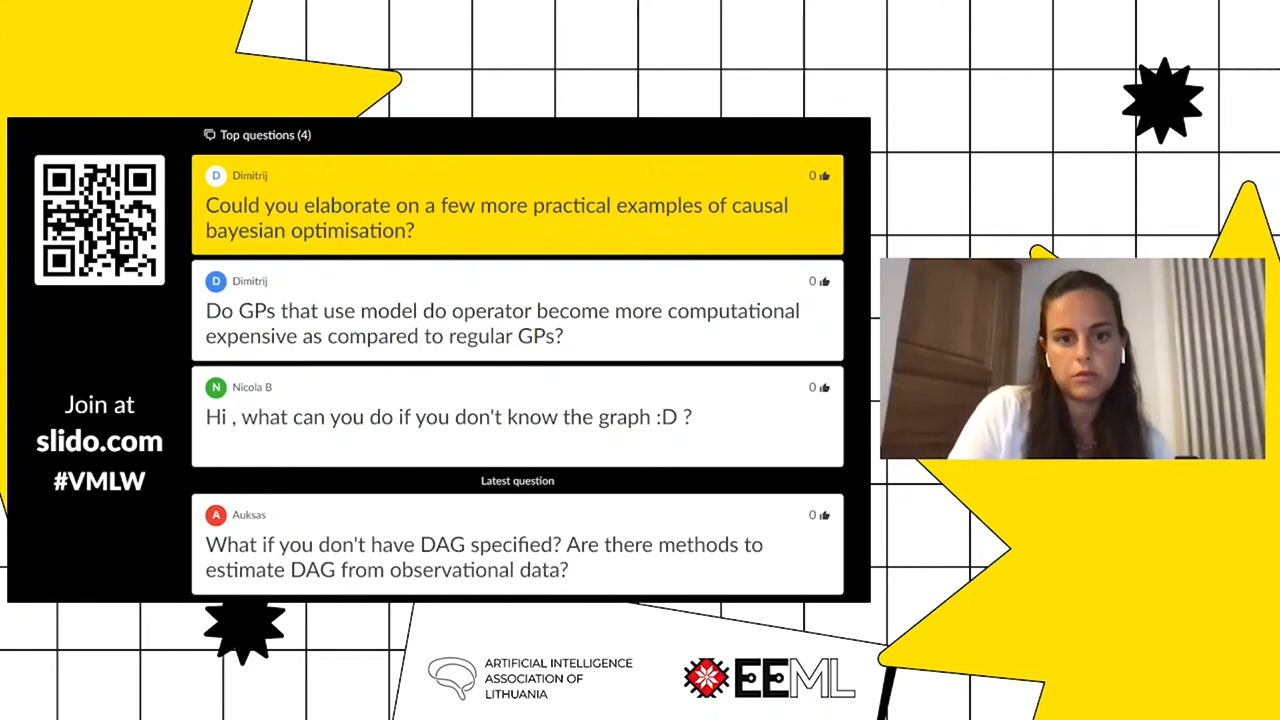 Top questions (4)
D Dimitrij 0
Could you elaborate on a few more practical examples of causal
bayesian optimisation?
D Dimitrij 0
Do GPs that use model do operator become more computational
expensive as compared to regular GPs?
N Nicola B 0
Hi , what can you do if you don't know the graph :D ?
Latest question
A Auksas 0
What if you don't have DAG specified? Are there methods to
estimate DAG from observational data?
Join at
slido.com
#VMLW
ARTIFICIAL INTELLIGENCE
ASSOCIATION OF
LITHUANIA
EEML